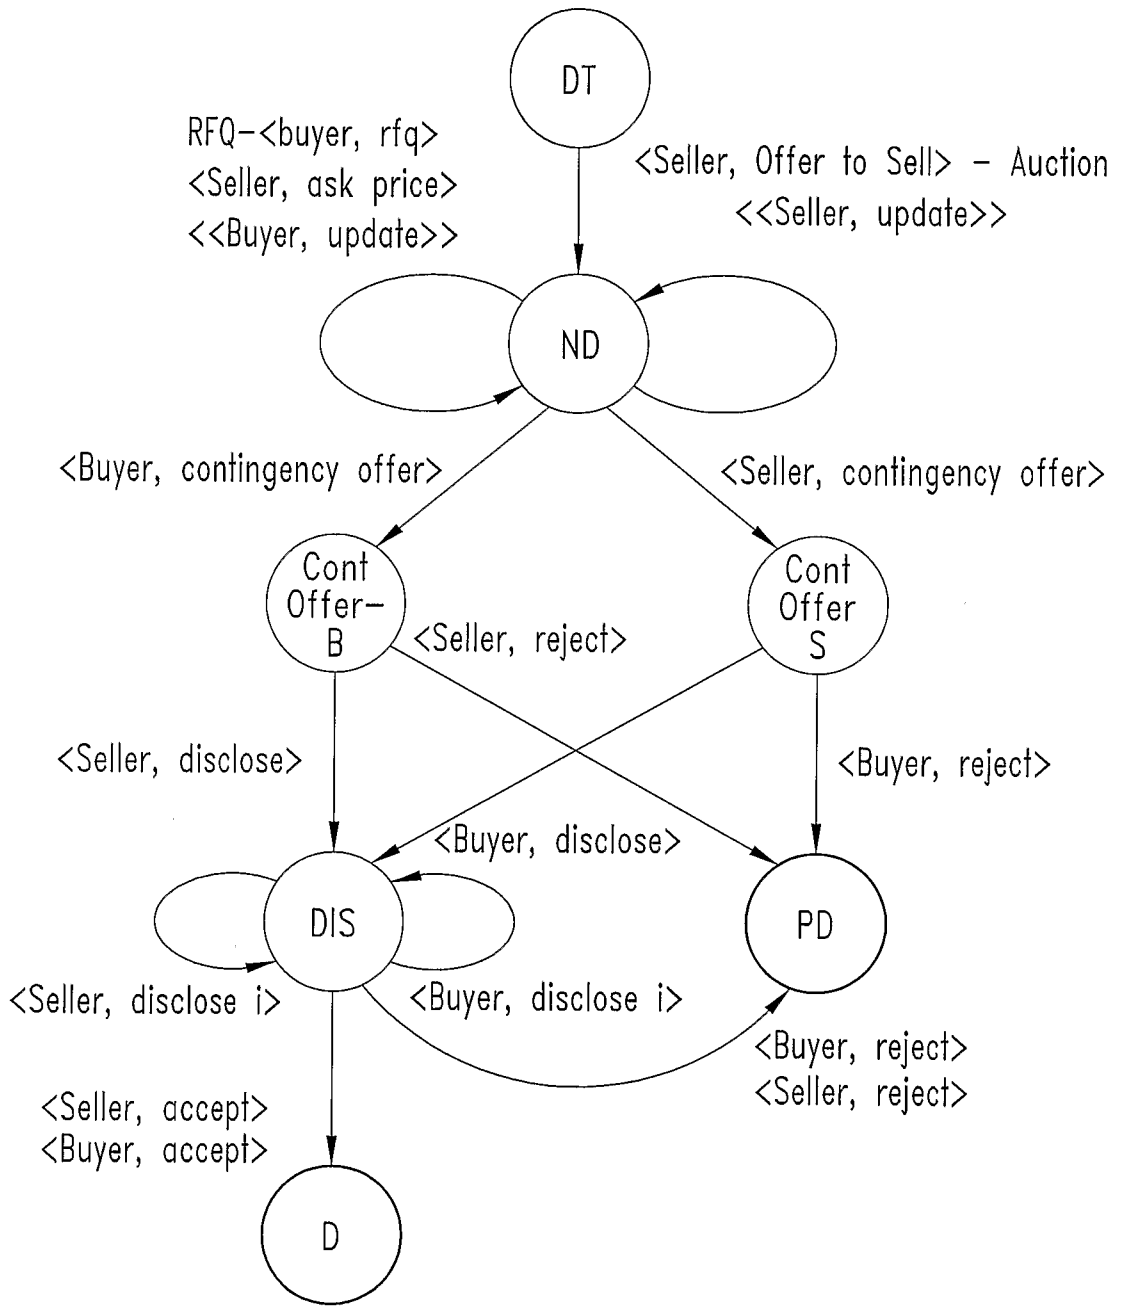 DT
RFQ-<buyer, rfq>
<Seller, ask price>
<<Buyer, update>>
<Seller, Offer to Sell> - Auction
<<Seller, update>>
ND
<Buyer, contingency offer>
<Seller, contingency offer>
Cont
Offer-
B
Cont
Offer
S
<Seller, reject>
<Seller, disclose>
<Buyer, reject>
<Buyer, disclose>
DIS
PD
<Seller, disclose i>
<Buyer, disclose i>
<Buyer, reject>
<Seller, reject>
<Seller, accept>
<Buyer, accept>
D